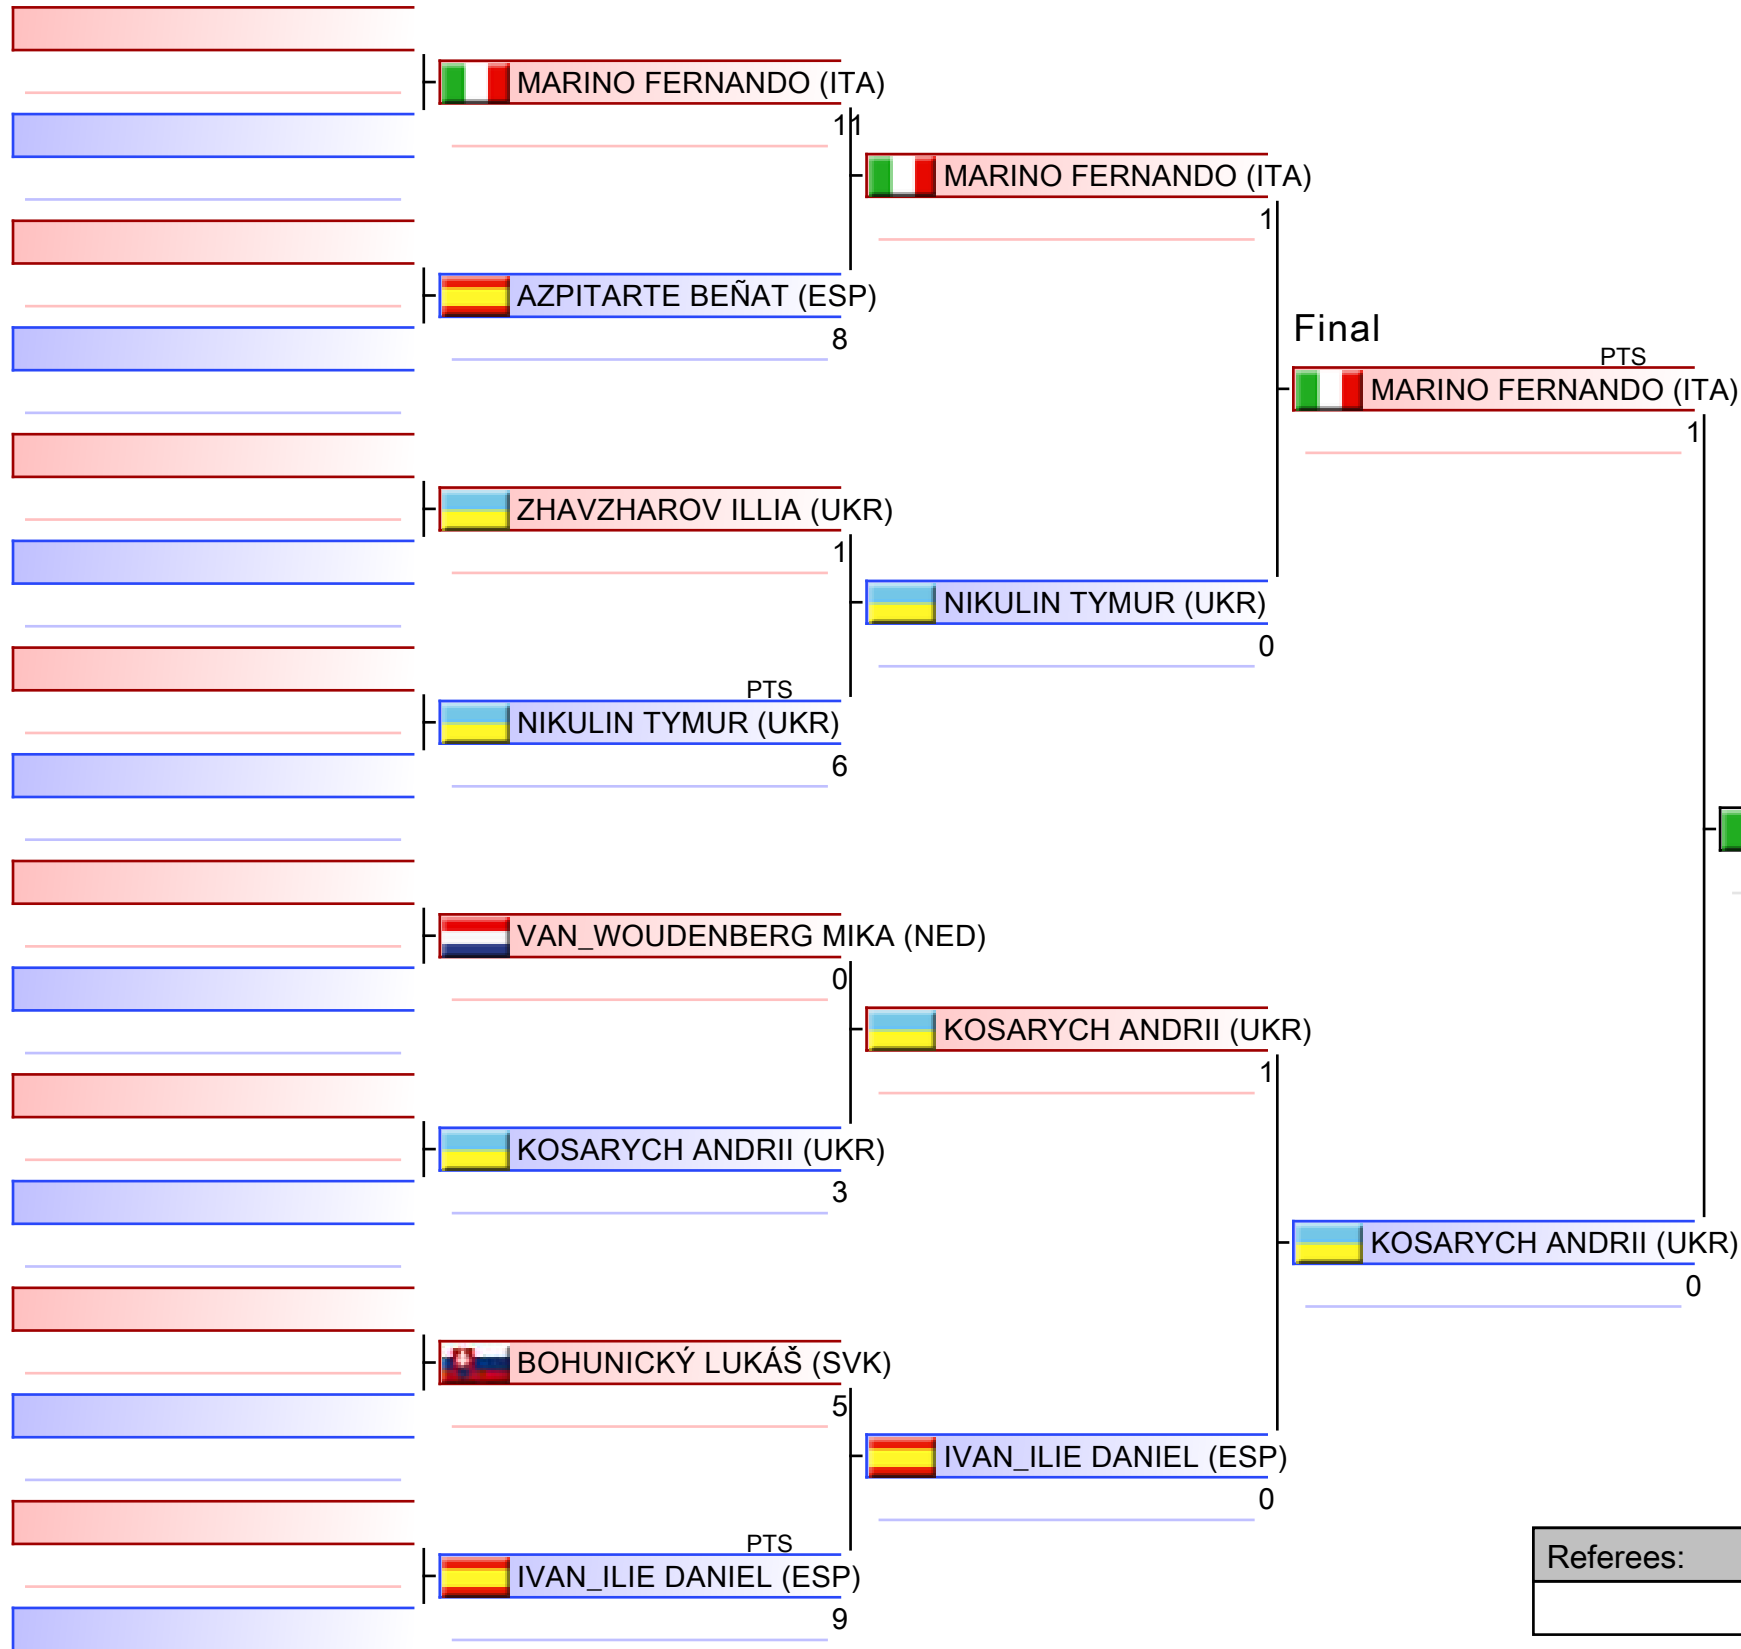 MARINO FERNANDO (ITA)
11
AZPITARTE BEÑAT (ESP)
8
ZHAVZHAROV ILLIA (UKR)
1
PTS
NIKULIN TYMUR (UKR)
6
VAN_WOUDENBERG MIKA (NED)
0
KOSARYCH ANDRII (UKR)
3
BOHUNICKÝ LUKÁŠ (SVK)
5
PTS
IVAN_ILIE DANIEL (ESP)
9
MARINO FERNANDO (ITA)
1
NIKULIN TYMUR (UKR)
0
KOSARYCH ANDRII (UKR)
1
IVAN_ILIE DANIEL (ESP)
0
Final
PTS
MARINO FERNANDO (ITA)
1
KOSARYCH ANDRII (UKR)
0
Referees: